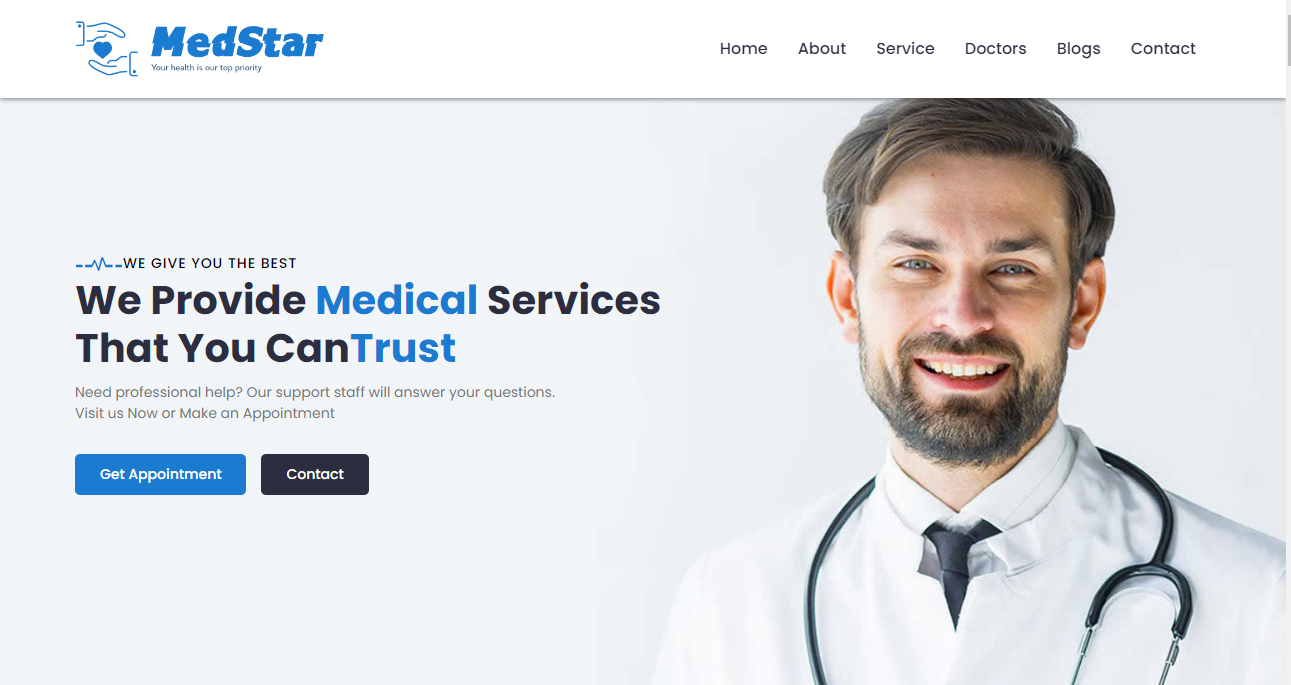 MedStar
Your health is our top priority
Home About Service Doctors Blogs Contact
WE GIVE YOU THE BEST
We Provide Medical Services
That You CanTrust
Need professional help? Our support staff will answer your questions.
Visit us Now or Make an Appointment
Get Appointment Contact